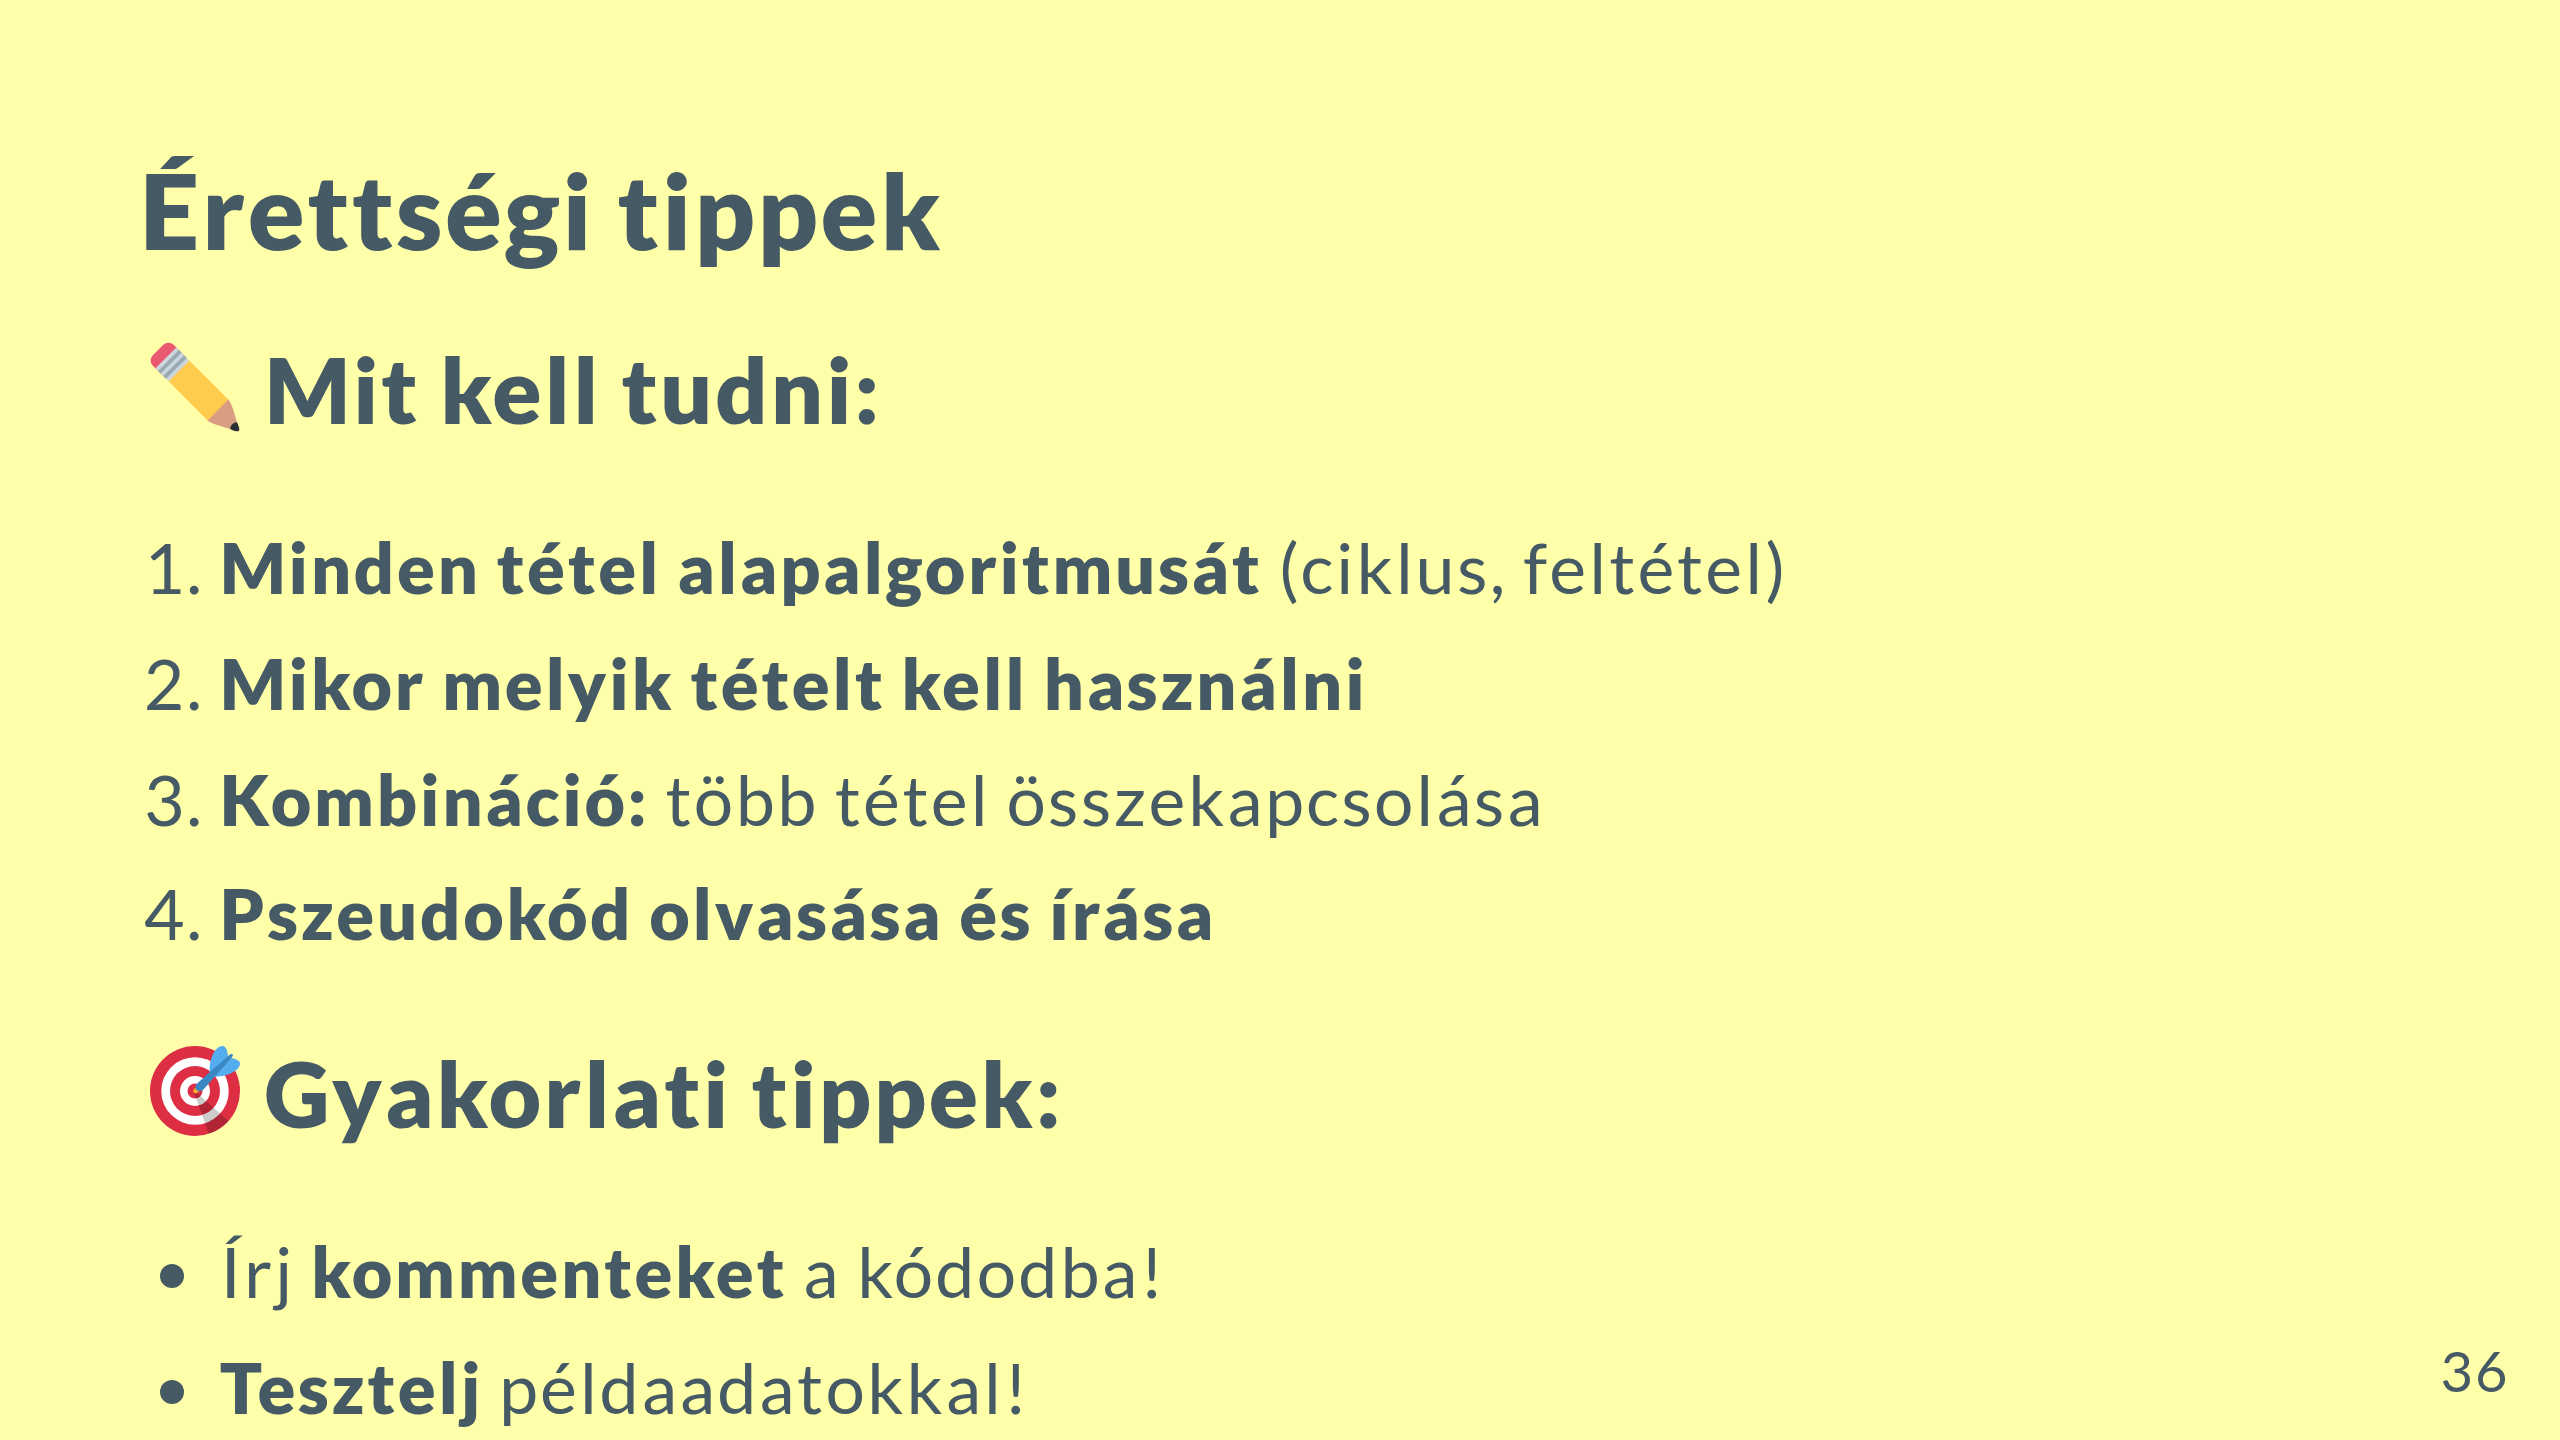 Érettségi tippek
✏️ Mit kell tudni:
1. Minden tétel alapalgoritmusát (ciklus, feltétel)
2. Mikor melyik tételt kell használni
3. Kombináció: több tétel összekapcsolása
4. Pszeudokód olvasása és írása
🎯 Gyakorlati tippek:
• Írj kommenteket a kódodba!
• Tesztelj példaadatokkal!
36